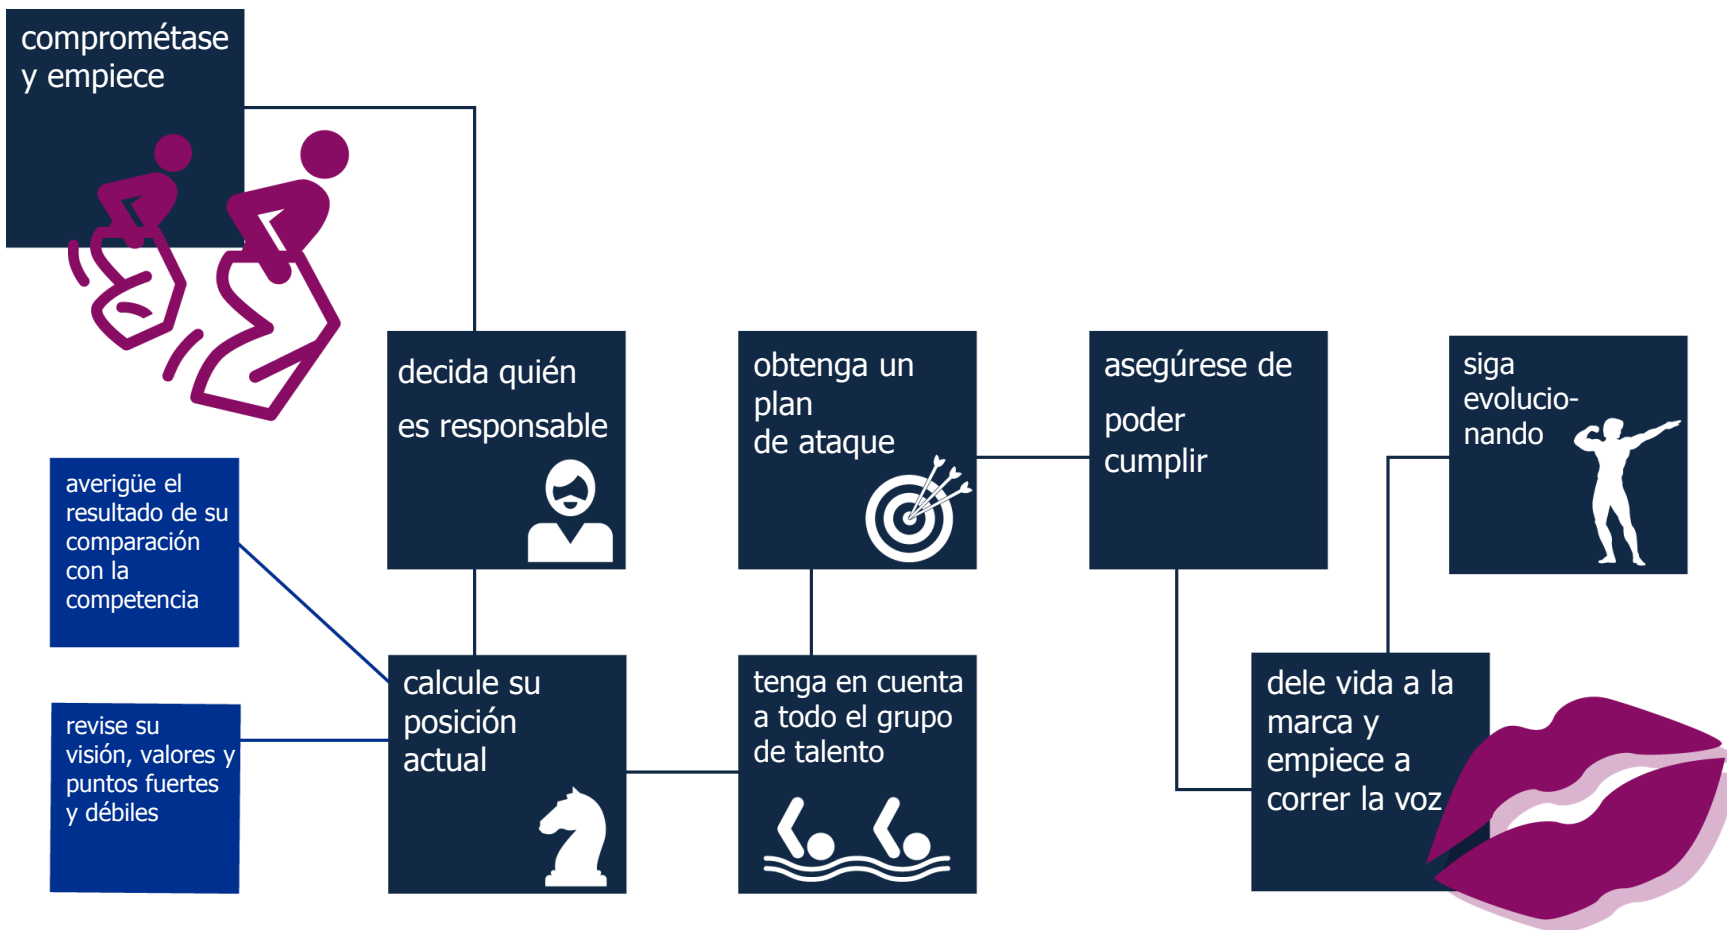 comprométase
y empiece
decida quién
es responsable
averigüe el
resultado de su
comparación
con la
competencia
revise su
visión, valores y
puntos fuertes
y débiles
calcule su
posición
actual
tenga en cuenta
a todo el grupo
de talento
obtenga un
plan
de ataque
asegúrese de
poder
cumplir
dele vida a la
marca y
empiece a
correr la voz
siga
evolucio-
nando